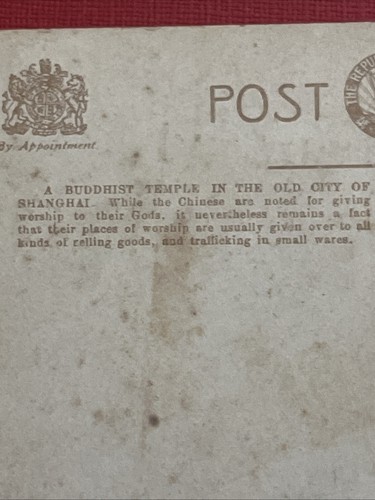 By Appointment
POST
THE REPU
A BUDDHIST TEMPLE IN THE OLD CITY OF
SHANGHAI. While the Chinese are noted for giving
worship to their Gods, it nevertheless remains a fact
that their places of worship are usually given over to all
kinds of relling goods, and trafficking in small wares.